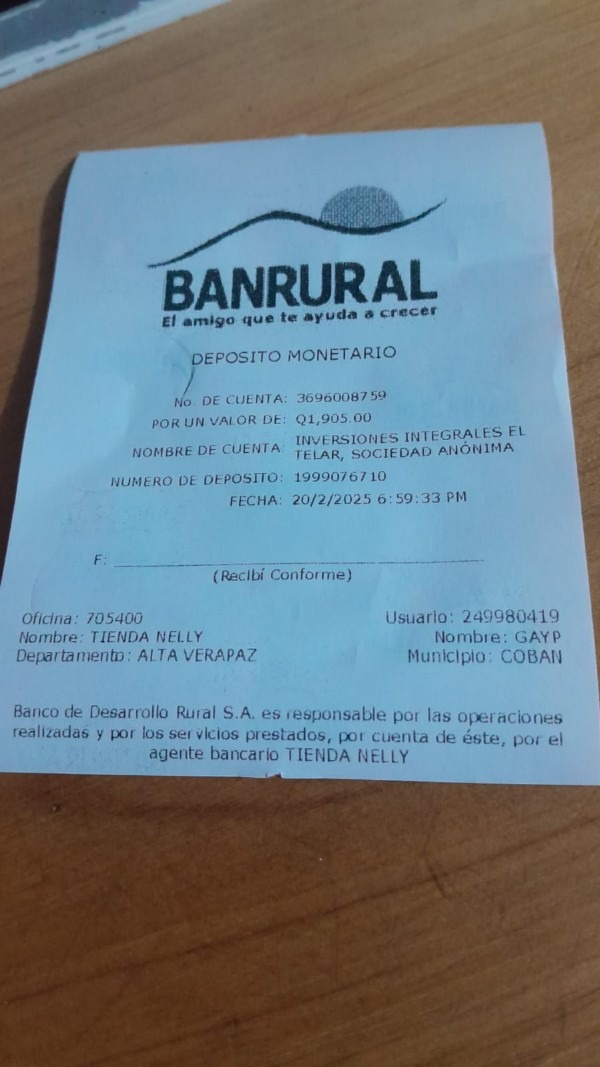 BANRURAL
El amigo que te ayuda a crecer
DEPOSITO MONETARIO
No. DE CUENTA: 3696008759
POR UN VALOR DE: Q1,905.00
NOMBRE DE CUENTA: INVERSIONES INTEGRALES EL
TELAR, SOCIEDAD ANÓNIMA
NUMERO DE DEPOSITO: 1999076710
FECHA: 20/2/2025 6:59:33 PM
F:
(Recibí Conforme)
Oficina: 705400 Usuario: 249980419
Nombre: TIENDA NELLY Nombre: GAYP
Departamento: ALTA VERAPAZ Municipio: COBAN
Banco de Desarrollo Rural S.A. es responsable por las operaciones
realizadas y por los servicios prestados, por cuenta de éste, por el
agente bancario TIENDA NELLY